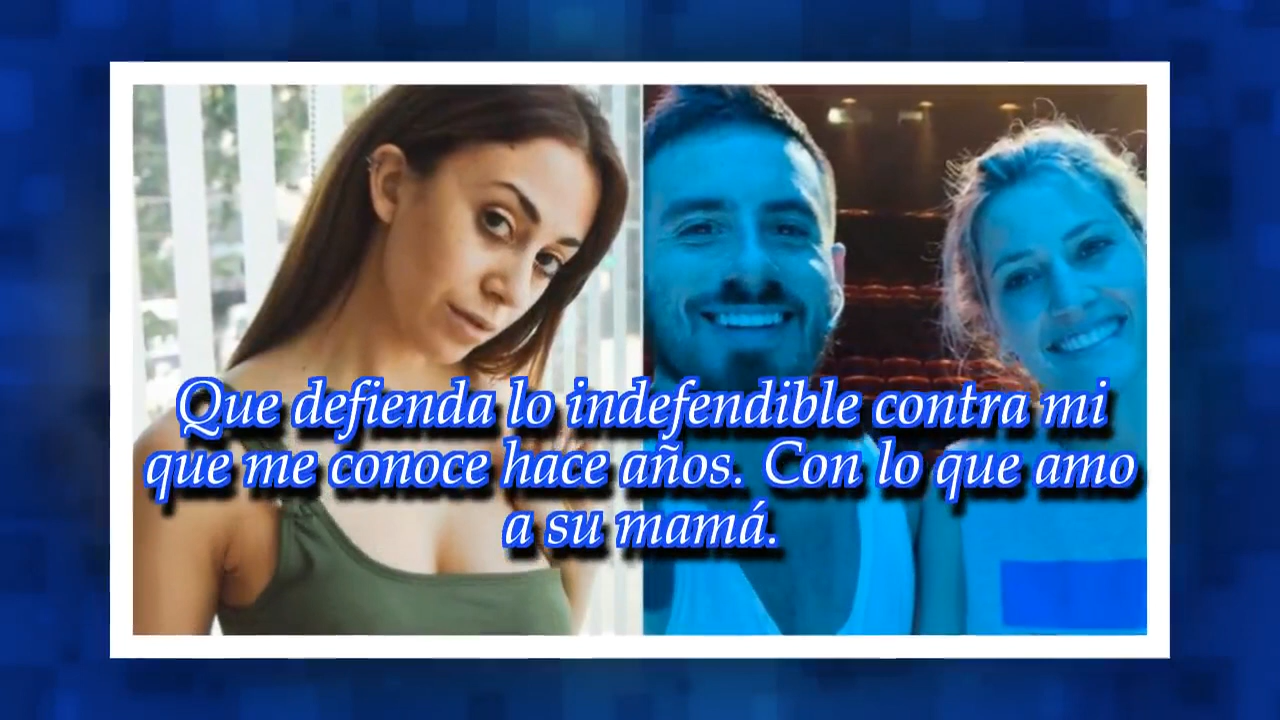 Que defienda lo indefendible contra mi
que me conoce hace años. Con lo que amo
a su mamá.